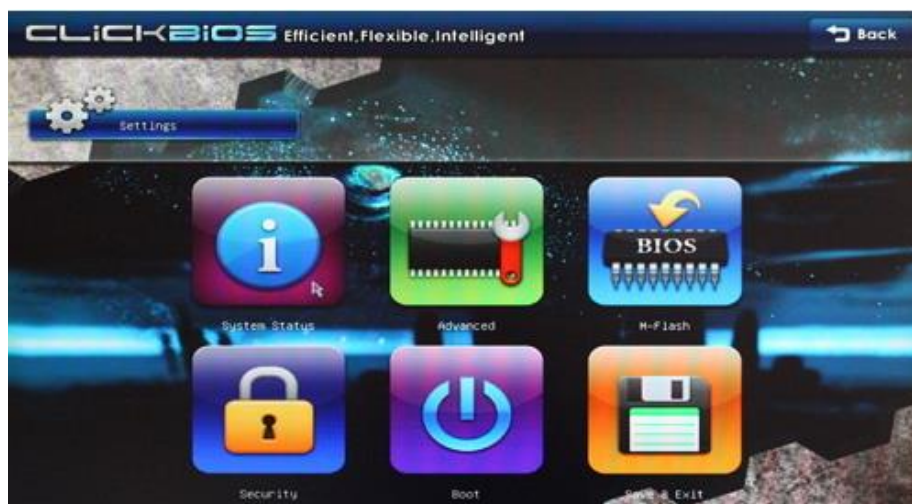 CLiCKBiOS Efficient,Flexible,Intelligent
Back
Settings
i
BIOS
System Status
Advanced
M-Flash
Security
Boot
Save & Exit